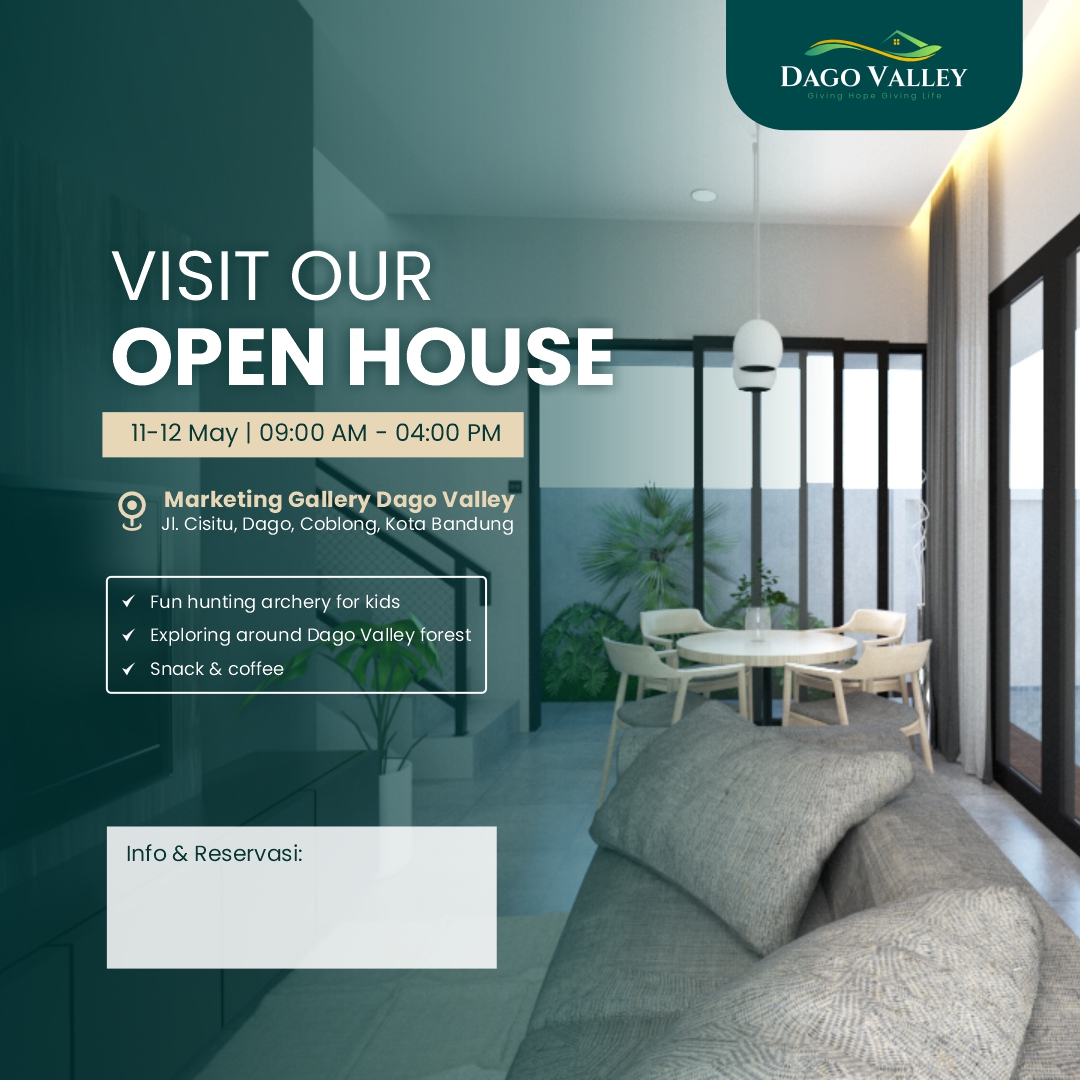 DAGO VALLEY
Giving Hope Giving Life
VISIT OUR
OPEN HOUSE
11-12 May | 09:00 AM - 04:00 PM
Marketing Gallery Dago Valley
Jl. Cisitu, Dago, Coblong, Kota Bandung
Fun hunting archery for kids
Exploring around Dago Valley forest
Snack & coffee
Info & Reservasi: